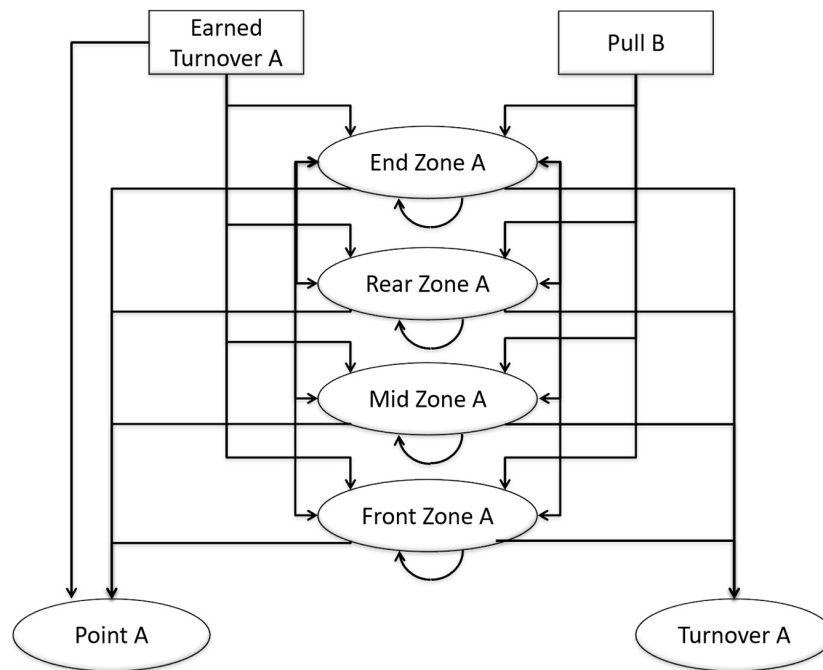 Earned
Turnover A
Pull B
End Zone A
Rear Zone A
Mid Zone A
Front Zone A
Point A
Turnover A